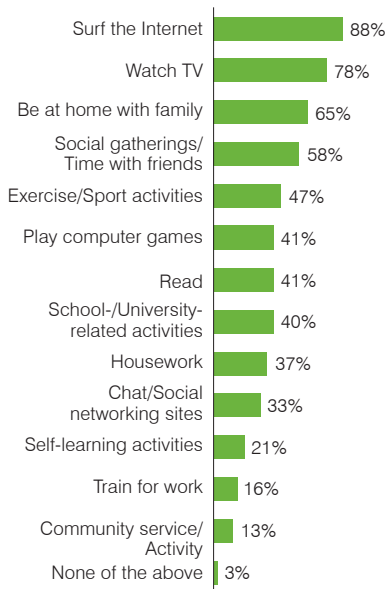 Surf the Internet 88%
Watch TV 78%
Be at home with family 65%
Social gatherings/
Time with friends 58%
Exercise/Sport activities 47%
Play computer games 41%
Read 41%
School-/University-
related activities 40%
Housework 37%
Chat/Social
networking sites 33%
Self-learning activities 21%
Train for work 16%
Community service/
Activity 13%
None of the above 3%